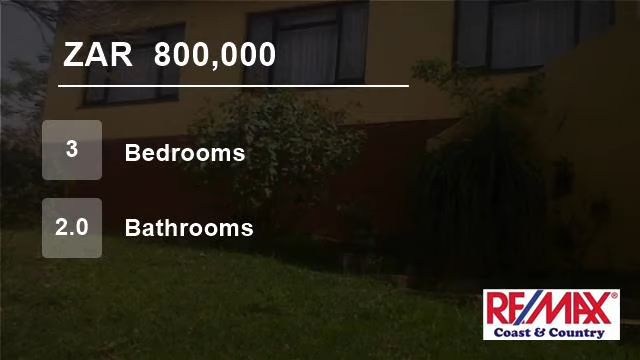 ZAR 800,000
3 Bedrooms
2.0 Bathrooms
RE/MAX®
Coast & Country